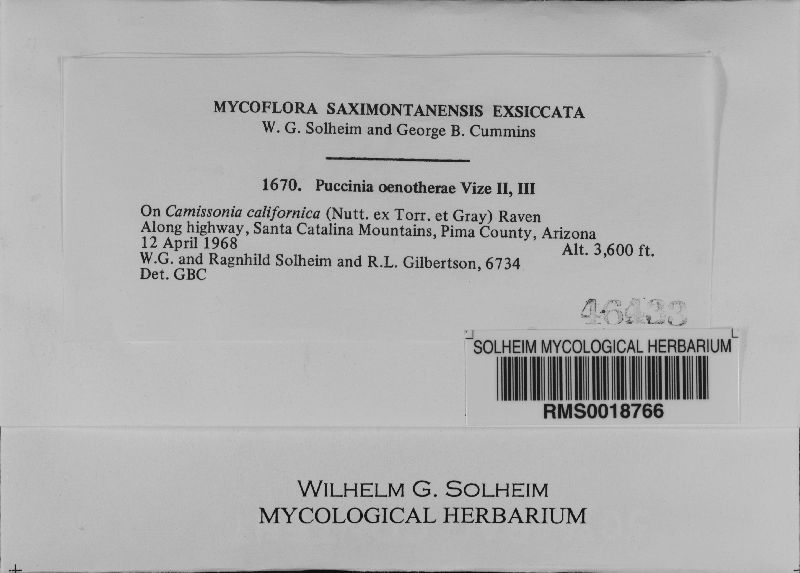 MYCOFLORA SAXIMONTANENSIS EXSICCATA
W. G. Solheim and George B. Cummins
1670. Puccinia oenotherae Vize II, III
On Camissonia californica (Nutt. ex Torr. et Gray) Raven
Along highway, Santa Catalina Mountains, Pima County, Arizona
12 April 1968 Alt. 3,600 ft.
W.G. and Ragnhild Solheim and R.L. Gilbertson, 6734
Det. GBC
46433
SOLHEIM MYCOLOGICAL HERBARIUM
RMS0018766
WILHELM G. SOLHEIM
MYCOLOGICAL HERBARIUM